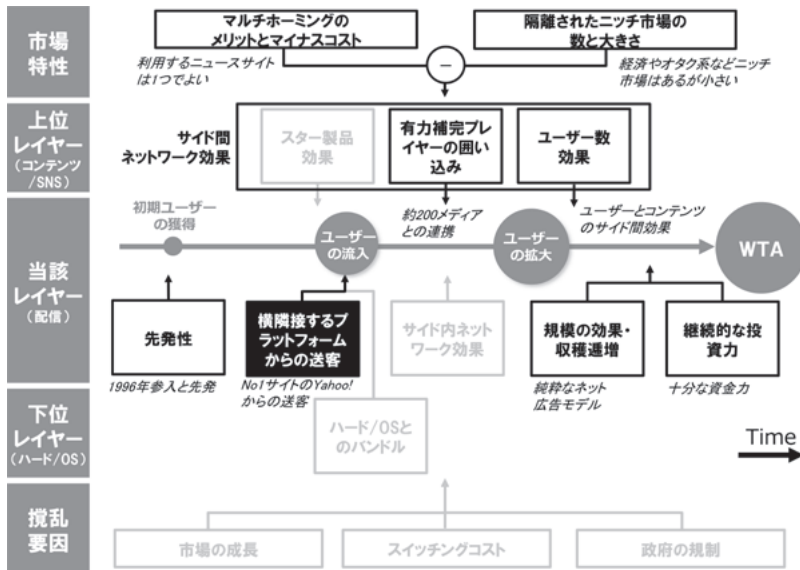 市場
特性
マルチホーミングの
メリットとマイナスコスト
隔離されたニッチ市場の
数と大きさ
利用するニュースサイト
は1つでよい
−
経済やオタク系などニッチ
市場はあるが小さい
上位
レイヤー
(コンテンツ
/SNS)
サイド間
ネットワーク効果
スター製品
効果
有力補完プレ
イヤーの囲い
込み
ユーザー数
効果
初期ユーザー
の獲得
約200メディア
との連携
ユーザーとコンテンツ
のサイド間効果
当該
レイヤー
(配信)
ユーザー
の流入
ユーザー
の拡大
WTA
先発性
横隣接するプ
ラットフォーム
からの送客
サイド内ネット
ワーク効果
規模の効果・
収穫逓増
継続的な投
資力
1996年参入と先発
No1サイトのYahoo!
からの送客
純粋なネット
広告モデル
十分な資金力
下位
レイヤー
(ハード/OS)
ハード/OSと
のバンドル
Time
撹乱
要因
市場の成長
スイッチングコスト
政府の規制